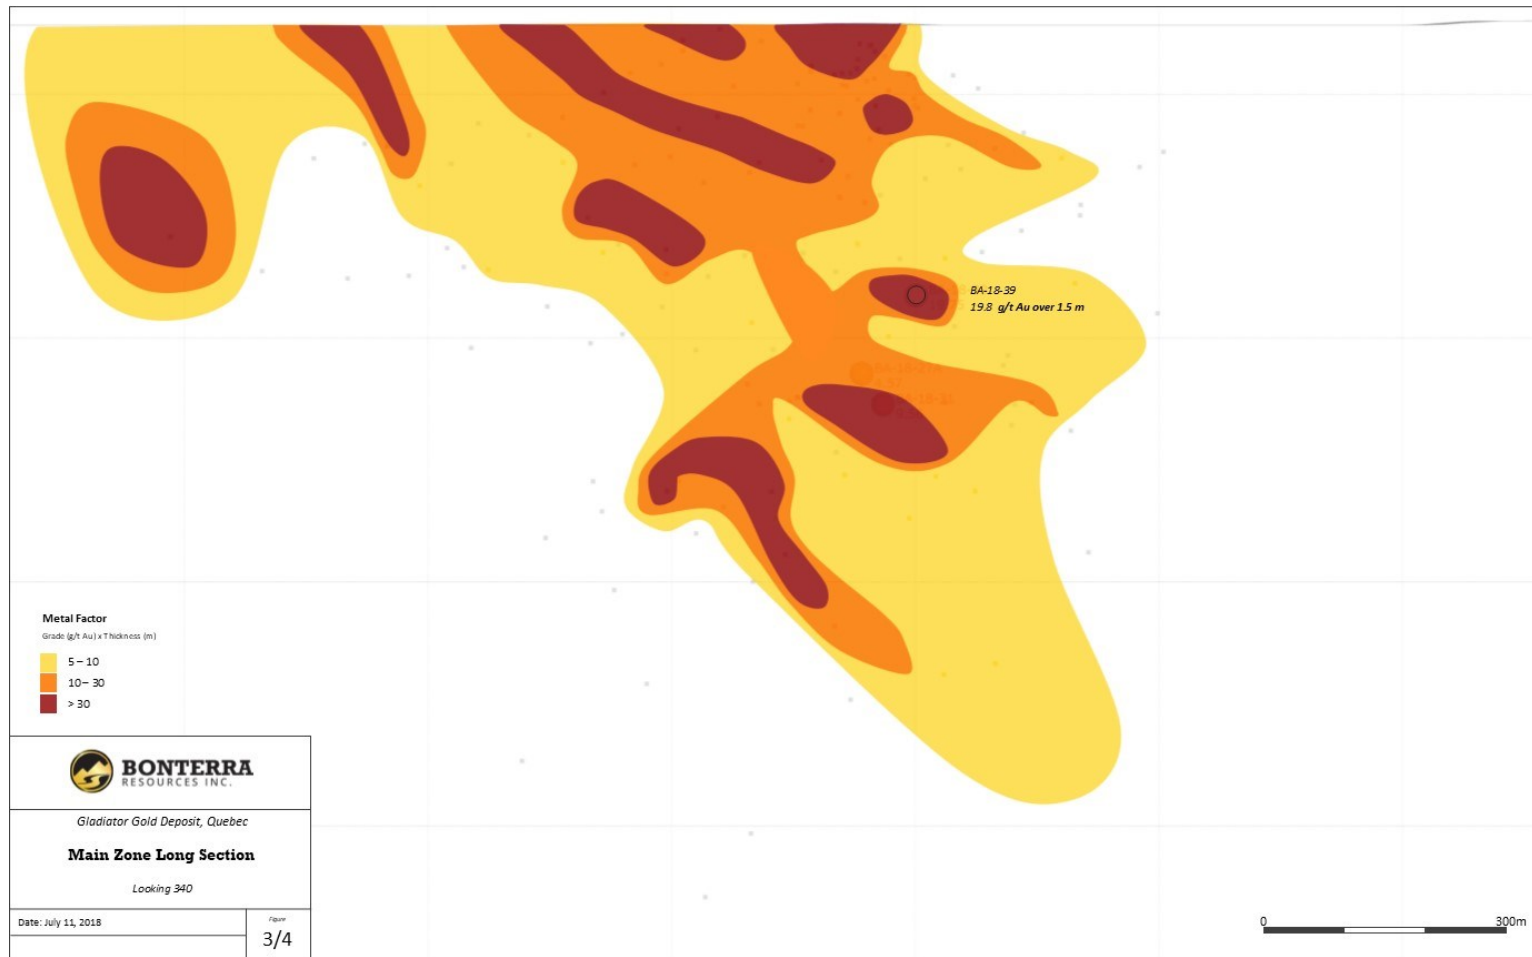 BA-18-39
19.8 g/t Au over 1.5 m
Metal Factor
Grade (g/t Au) x Thickness (m)
5 – 10
10 – 30
> 30
BONTERRA
RESOURCES INC.
Gladiator Gold Deposit, Quebec
Main Zone Long Section
Looking 340
Date: July 11, 2018
Figure
3/4
0
300m